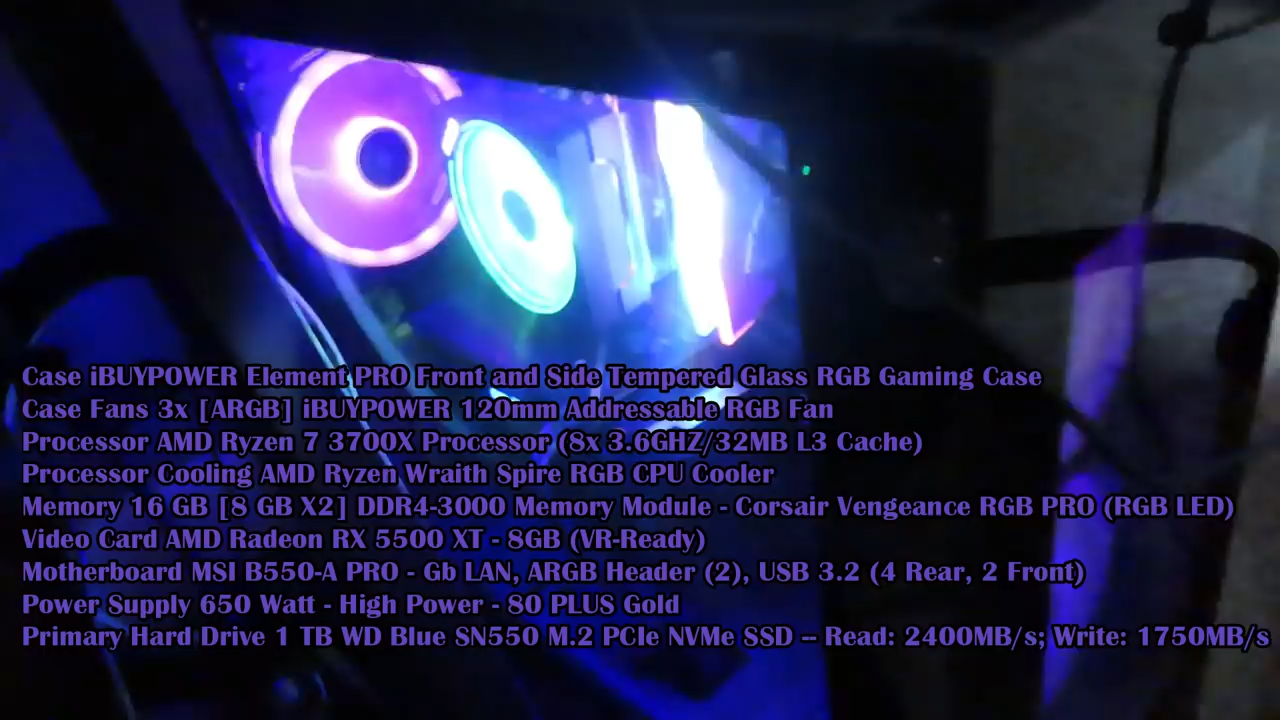 Case iBUYPOWER Element PRO Front and Side Tempered Glass RGB Gaming Case
Case Fans 3x [ARGB] iBUYPOWER 120mm Addressable RGB Fan
Processor AMD Ryzen 7 3700X Processor (8x 3.6GHZ/32MB L3 Cache)
Processor Cooling AMD Ryzen Wraith Spire RGB CPU Cooler
Memory 16 GB [8 GB X2] DDR4-3000 Memory Module - Corsair Vengeance RGB PRO (RGB LED)
Video Card AMD Radeon RX 5500 XT - 8GB (VR-Ready)
Motherboard MSI B550-A PRO - Gb LAN, ARGB Header (2), USB 3.2 (4 Rear, 2 Front)
Power Supply 650 Watt - High Power - 80 PLUS Gold
Primary Hard Drive 1 TB WD Blue SN550 M.2 PCIe NVMe SSD -- Read: 2400MB/s; Write: 1750MB/s